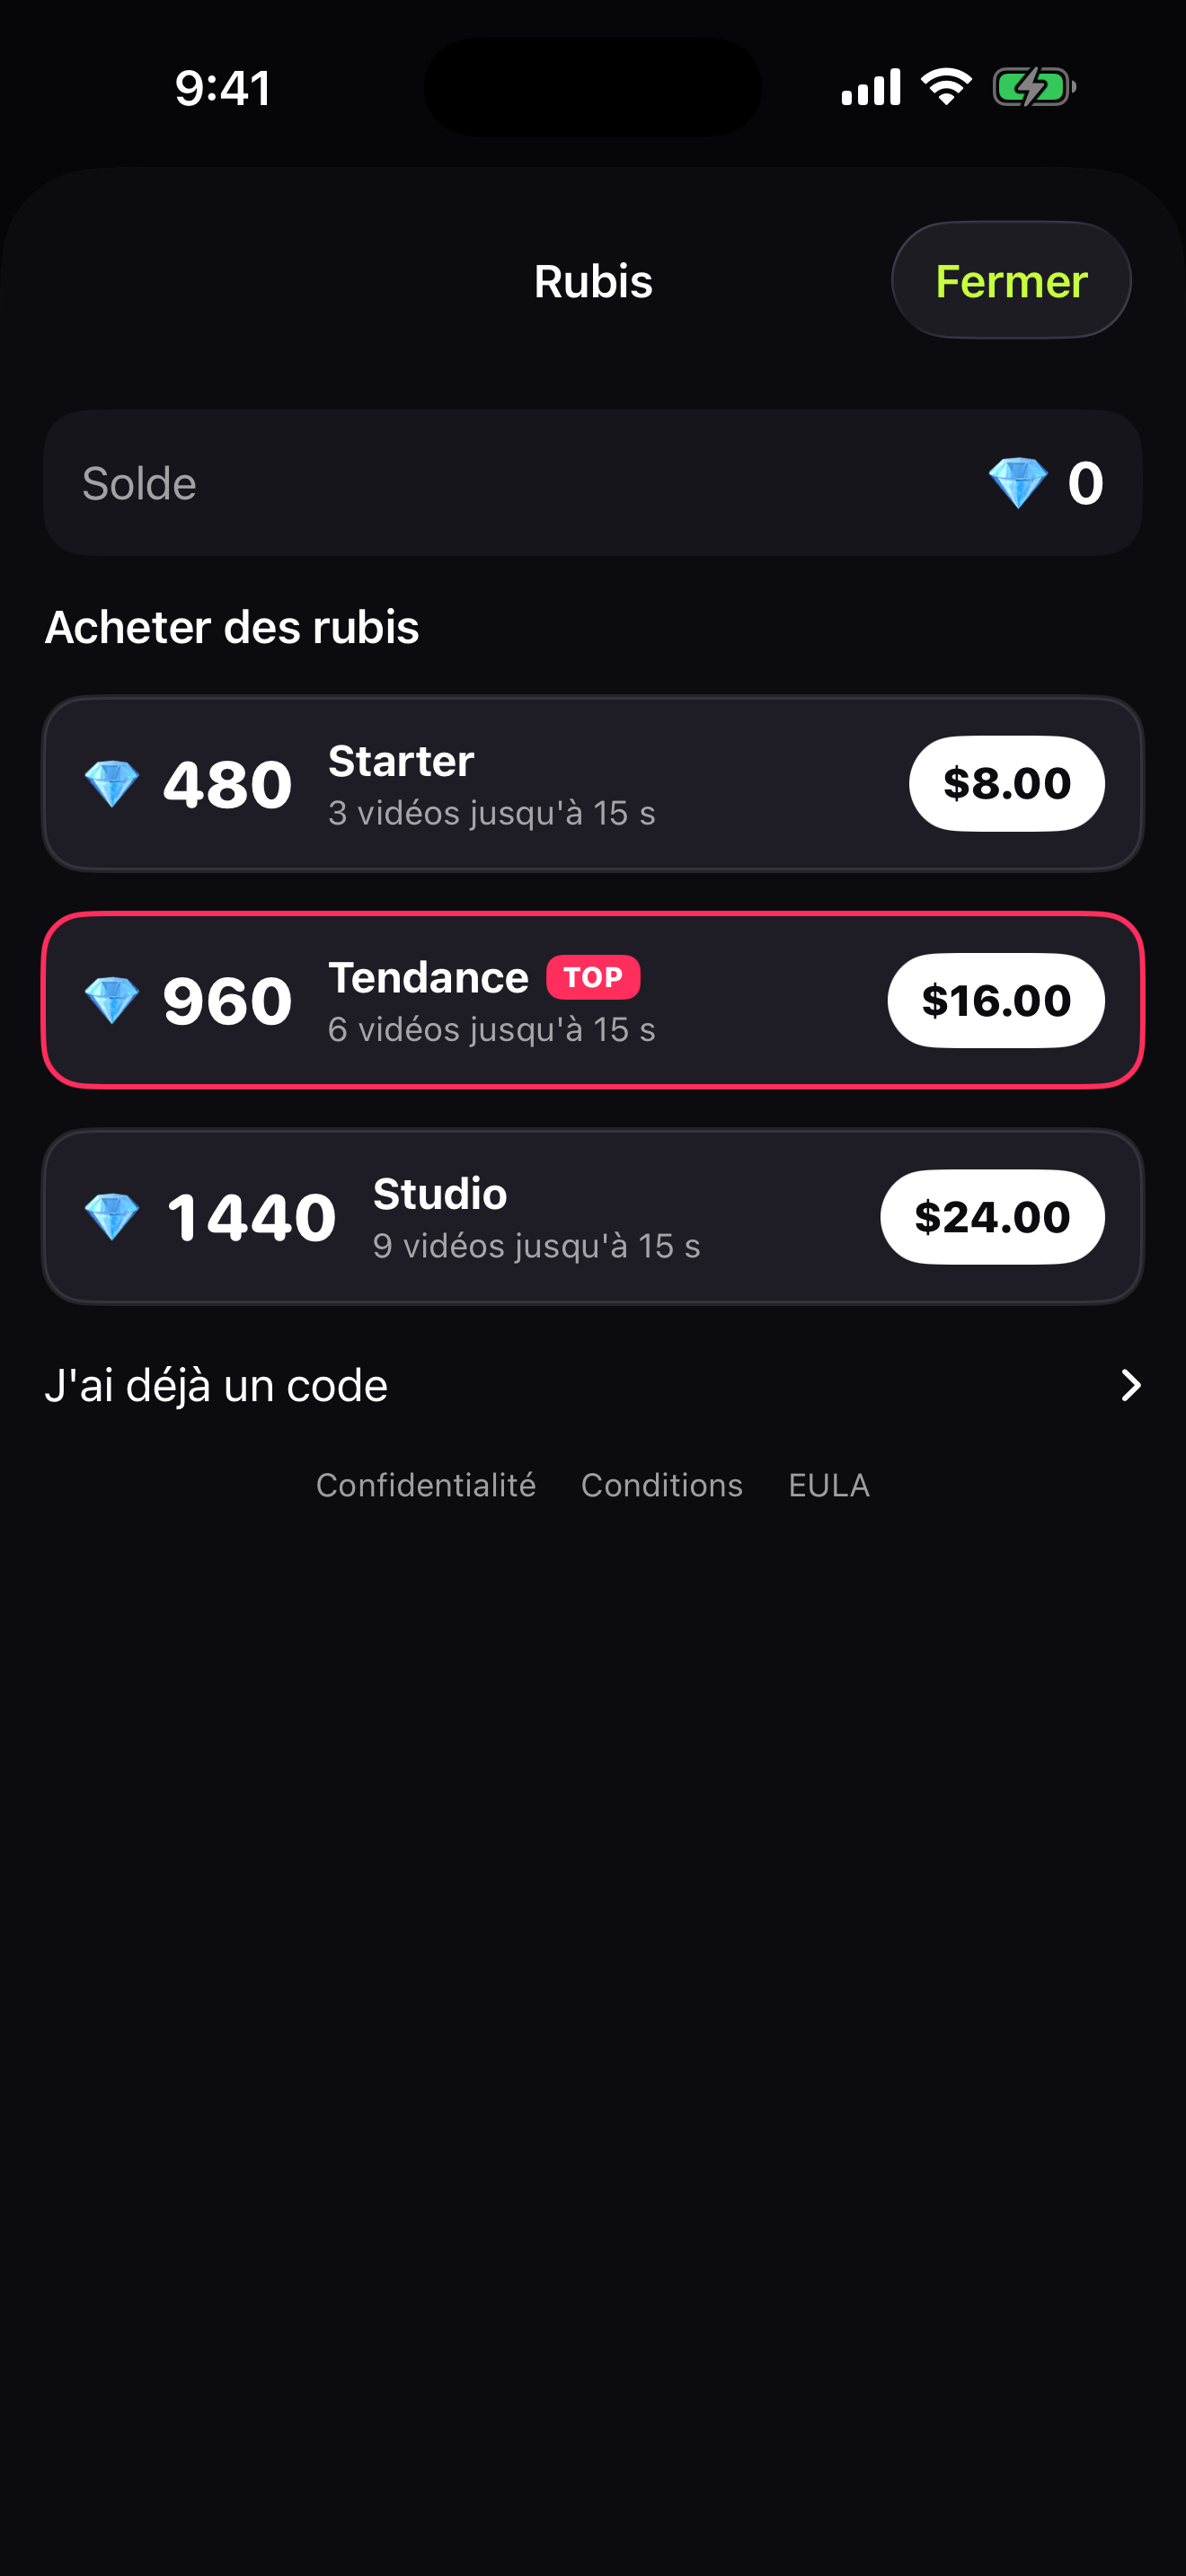 9:41
Rubis
Fermer
Solde
0
Acheter des rubis
480
Starter
3 vidéos jusqu'à 15 s
$8.00
960
Tendance TOP
6 vidéos jusqu'à 15 s
$16.00
1440
Studio
9 vidéos jusqu'à 15 s
$24.00
J'ai déjà un code
Confidentialité Conditions EULA